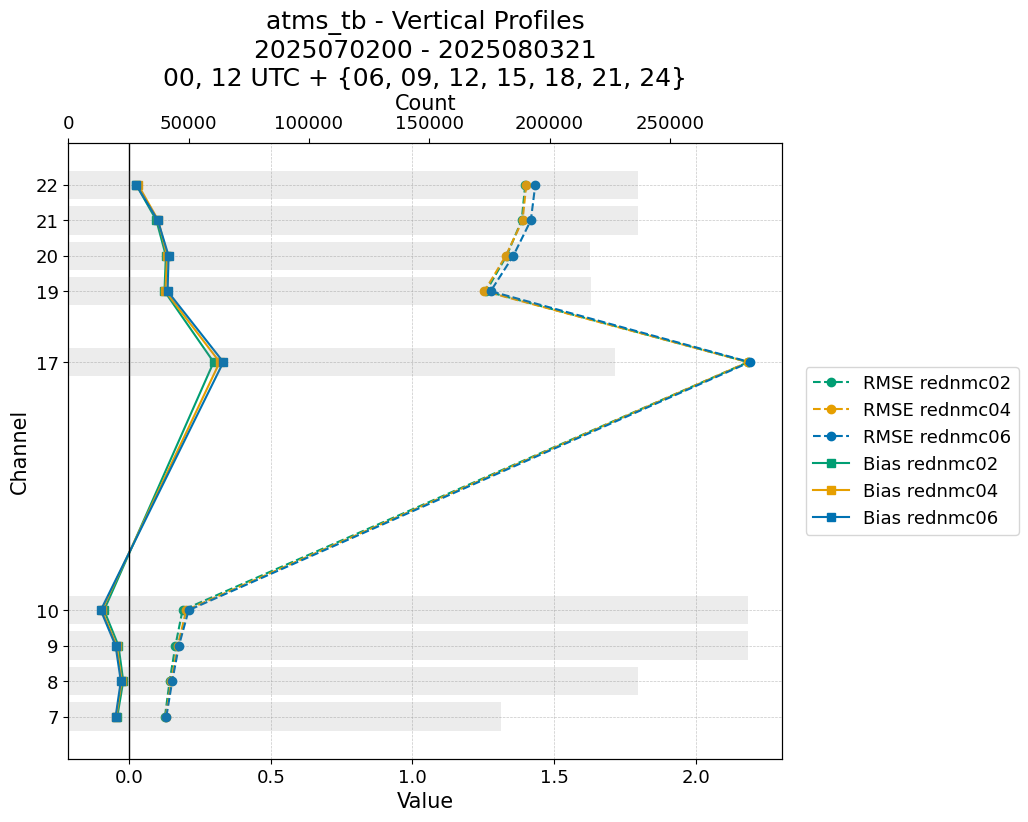 atms_tb - Vertical Profiles
2025070200 - 2025080321
00, 12 UTC + {06, 09, 12, 15, 18, 21, 24}
Count
0 50000 100000 150000 200000 250000
22
21
20
19
17
10
9
8
7
Channel
0.0 0.5 1.0 1.5 2.0
Value
RMSE rednmc02
RMSE rednmc04
RMSE rednmc06
Bias rednmc02
Bias rednmc04
Bias rednmc06